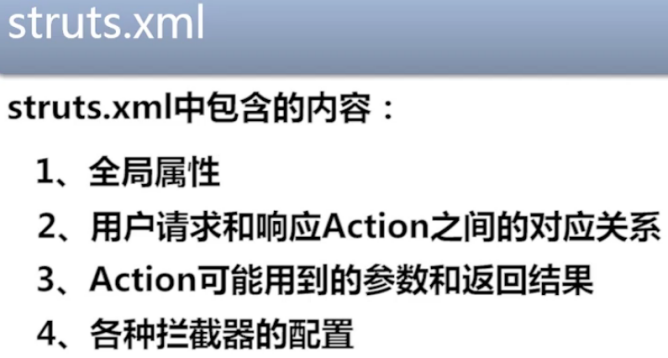 struts.xml
struts.xml中包含的内容：
1、全局属性
2、用户请求和响应Action之间的对应关系
3、Action可能用到的参数和返回结果
4、各种拦截器的配置